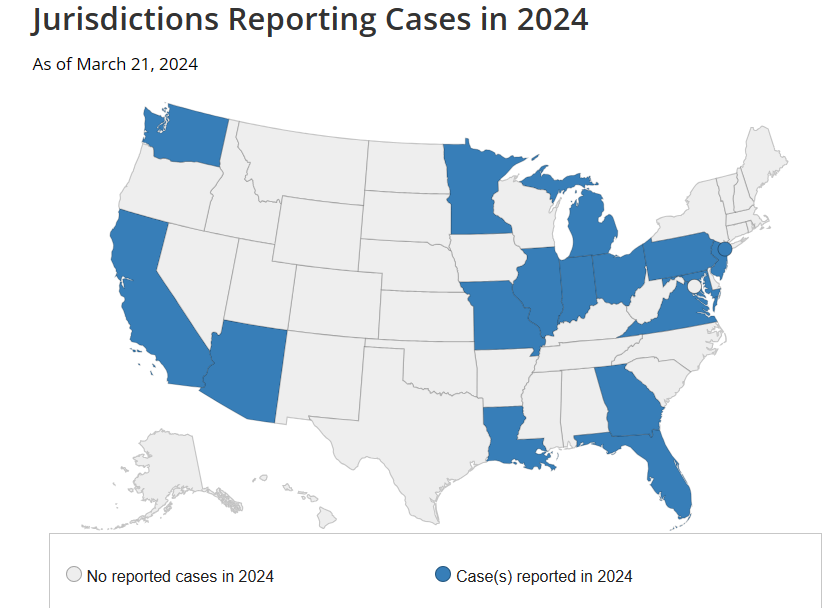 Jurisdictions Reporting Cases in 2024
As of March 21, 2024
No reported cases in 2024
Case(s) reported in 2024